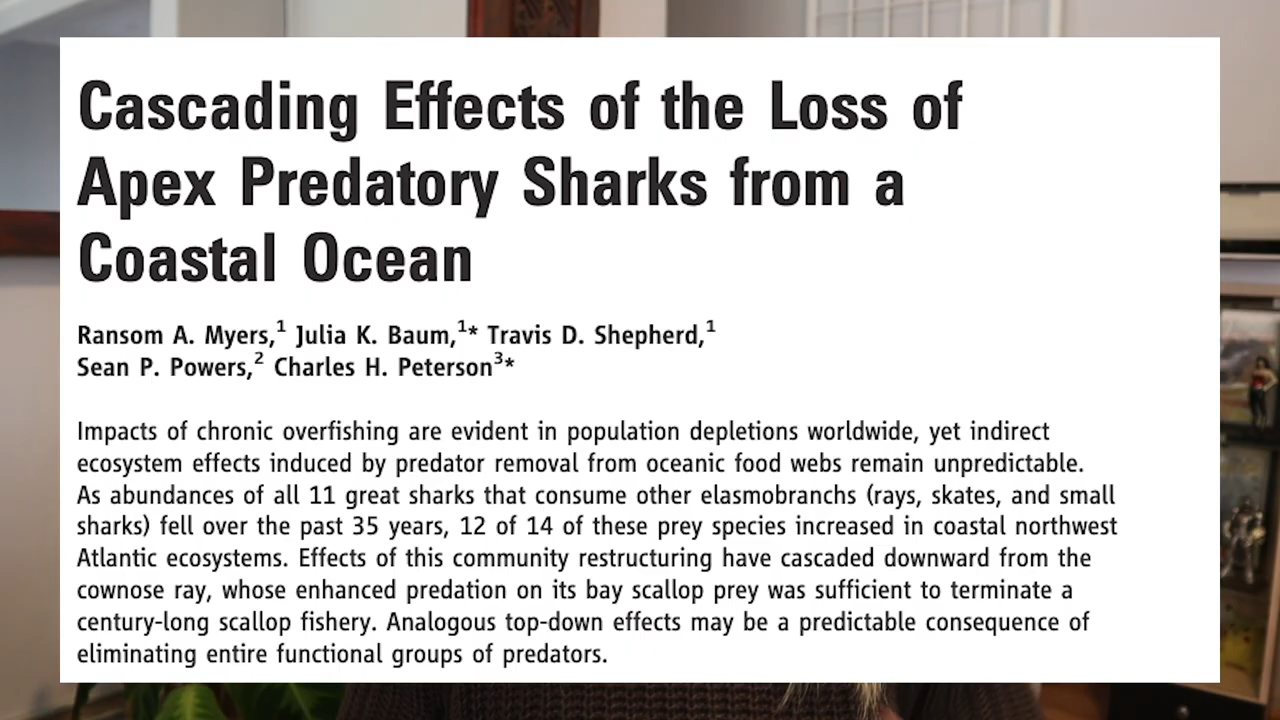 Cascading Effects of the Loss of
Apex Predatory Sharks from a
Coastal Ocean
Ransom A. Myers,1 Julia K. Baum,1* Travis D. Shepherd,1
Sean P. Powers,2 Charles H. Peterson3*
Impacts of chronic overfishing are evident in population depletions worldwide, yet indirect
ecosystem effects induced by predator removal from oceanic food webs remain unpredictable.
As abundances of all 11 great sharks that consume other elasmobranchs (rays, skates, and small
sharks) fell over the past 35 years, 12 of 14 of these prey species increased in coastal northwest
Atlantic ecosystems. Effects of this community restructuring have cascaded downward from the
cownose ray, whose enhanced predation on its bay scallop prey was sufficient to terminate a
century-long scallop fishery. Analogous top-down effects may be a predictable consequence of
eliminating entire functional groups of predators.